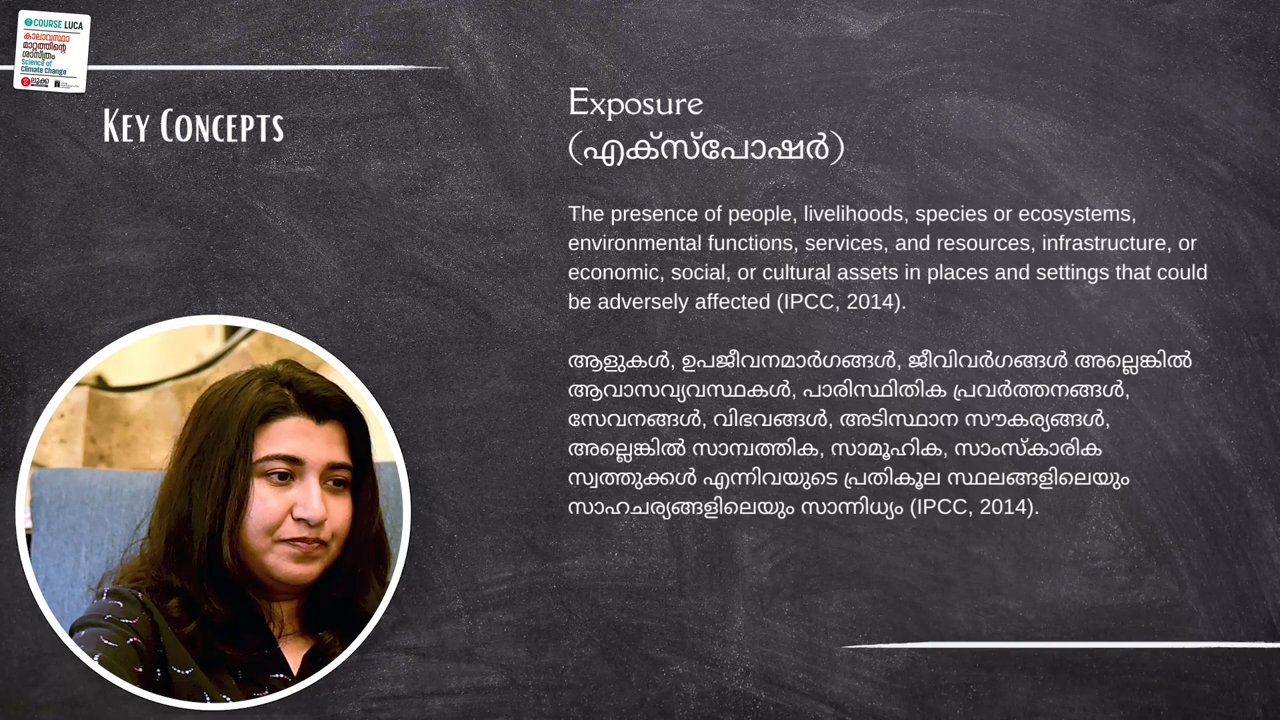 COURSE LUCA
കാലാവസ്ഥാ
മാറ്റത്തിന്റെ
ശാസ്ത്രം
Science of
Climate Change
ലൂക്ക
Key Concepts
Exposure
(എക്സ്പോഷർ)
The presence of people, livelihoods, species or ecosystems,
environmental functions, services, and resources, infrastructure, or
economic, social, or cultural assets in places and settings that could
be adversely affected (IPCC, 2014).
ആളുകൾ, ഉപജീവനമാർഗങ്ങൾ, ജീവിവർഗങ്ങൾ അല്ലെങ്കിൽ
ആവാസവ്യവസ്ഥകൾ, പാരിസ്ഥിതിക പ്രവർത്തനങ്ങൾ,
സേവനങ്ങൾ, വിഭവങ്ങൾ, അടിസ്ഥാന സൗകര്യങ്ങൾ,
അല്ലെങ്കിൽ സാമ്പത്തിക, സാമൂഹിക, സാംസ്കാരിക
സ്വത്തുക്കൾ എന്നിവയുടെ പ്രതികൂല സ്ഥലങ്ങളിലെയും
സാഹചര്യങ്ങളിലെയും സാന്നിധ്യം (IPCC, 2014).